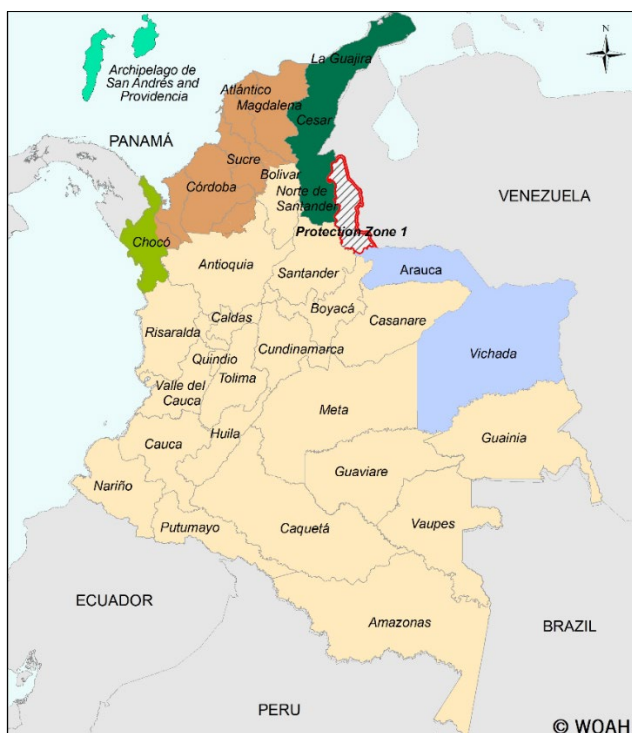 N
La Guajira
Archipelago de
San Andrés and
Providencia
Atlántico
Magdalena
Cesar
PANAMÁ
Sucre
Bolivar
Córdoba
Norte de
Santander
VENEZUELA
Protection Zone 1
Chocó
Antioquia
Santander
Arauca
Boyacá
Casanare
Risaralda
Caldas
Cundinamarca
Vichada
Quindio
Tolima
Valle del
Cauca
Meta
Huila
Cauca
Guainia
Guaviare
Nariño
Vaupes
Putumayo
Caquetá
ECUADOR
Amazonas
BRAZIL
PERU
© WOAH